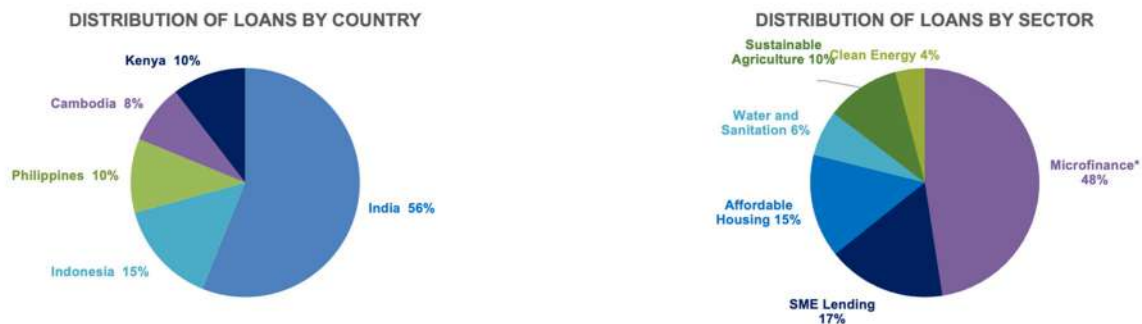 DISTRIBUTION OF LOANS BY COUNTRY
Kenya 10%
Cambodia 8%
Philippines 10%
India 56%
Indonesia 15%
DISTRIBUTION OF LOANS BY SECTOR
Sustainable
Agriculture 10%
Clean Energy 4%
Water and
Sanitation 6%
Microfinance*
48%
Affordable
Housing 15%
SME Lending
17%